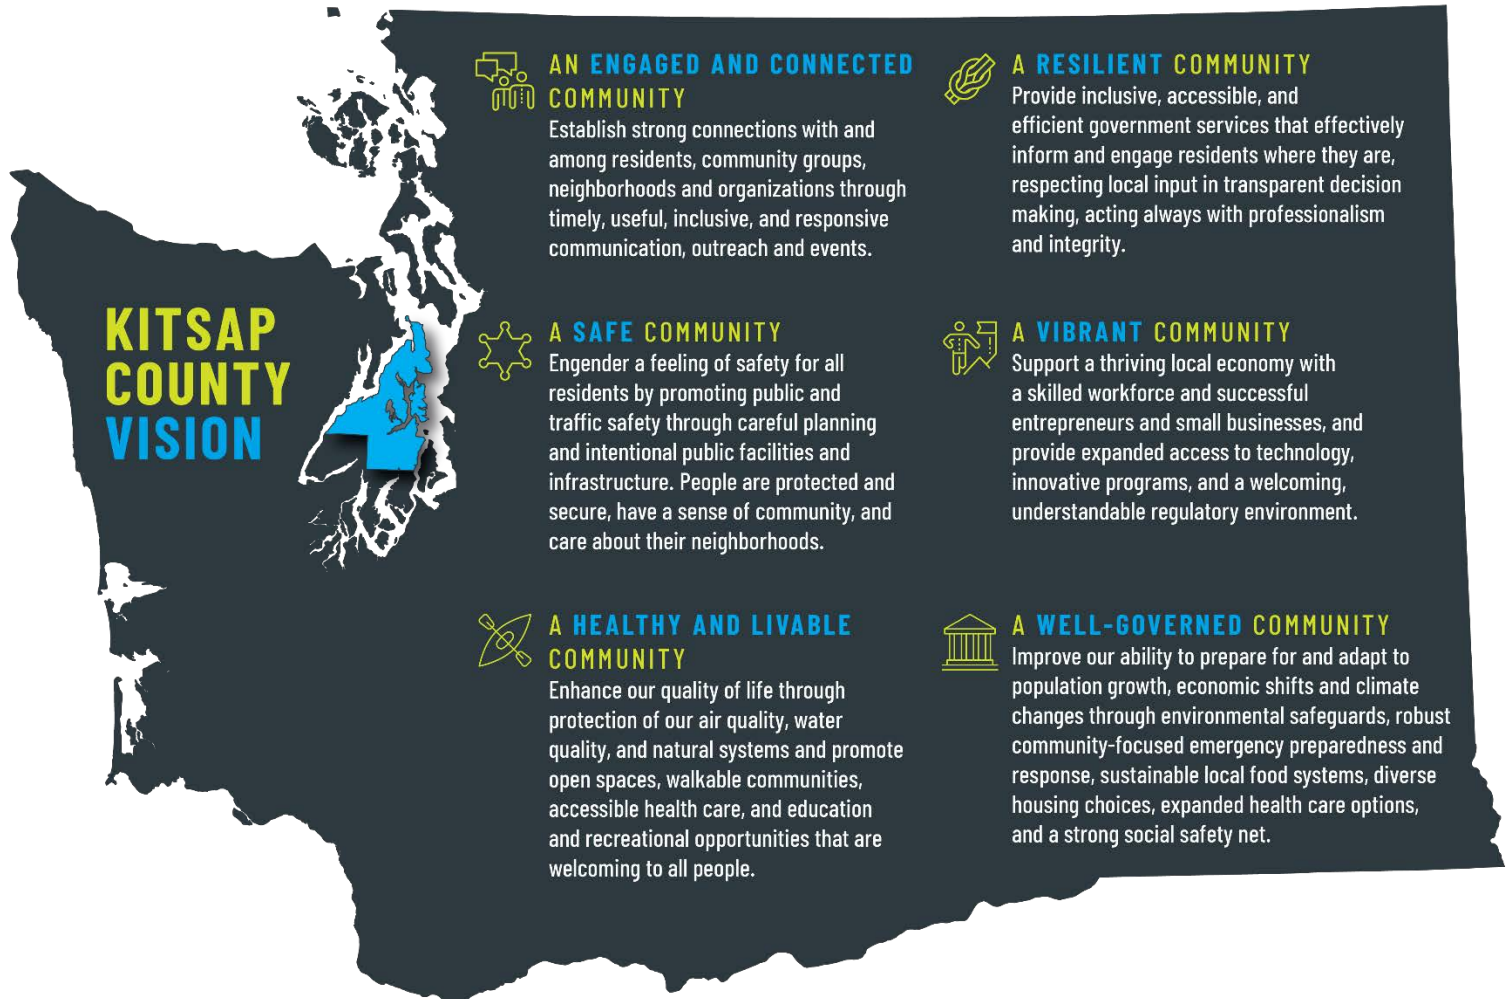 KITSAP
COUNTY
VISION
AN ENGAGED AND CONNECTED
COMMUNITY
Establish strong connections with and
among residents, community groups,
neighborhoods and organizations through
timely, useful, inclusive, and responsive
communication, outreach and events.
A SAFE COMMUNITY
Engender a feeling of safety for all
residents by promoting public and
traffic safety through careful planning
and intentional public facilities and
infrastructure. People are protected and
secure, have a sense of community, and
care about their neighborhoods.
A HEALTHY AND LIVABLE
COMMUNITY
Enhance our quality of life through
protection of our air quality, water
quality, and natural systems and promote
open spaces, walkable communities,
accessible health care, and education
and recreational opportunities that are
welcoming to all people.
A RESILIENT COMMUNITY
Provide inclusive, accessible, and
efficient government services that effectively
inform and engage residents where they are,
respecting local input in transparent decision
making, acting always with professionalism
and integrity.
A VIBRANT COMMUNITY
Support a thriving local economy with
a skilled workforce and successful
entrepreneurs and small businesses, and
provide expanded access to technology,
innovative programs, and a welcoming,
understandable regulatory environment.
A WELL-GOVERNED COMMUNITY
Improve our ability to prepare for and adapt to
population growth, economic shifts and climate
changes through environmental safeguards, robust
community-focused emergency preparedness and
response, sustainable local food systems, diverse
housing choices, expanded health care options,
and a strong social safety net.